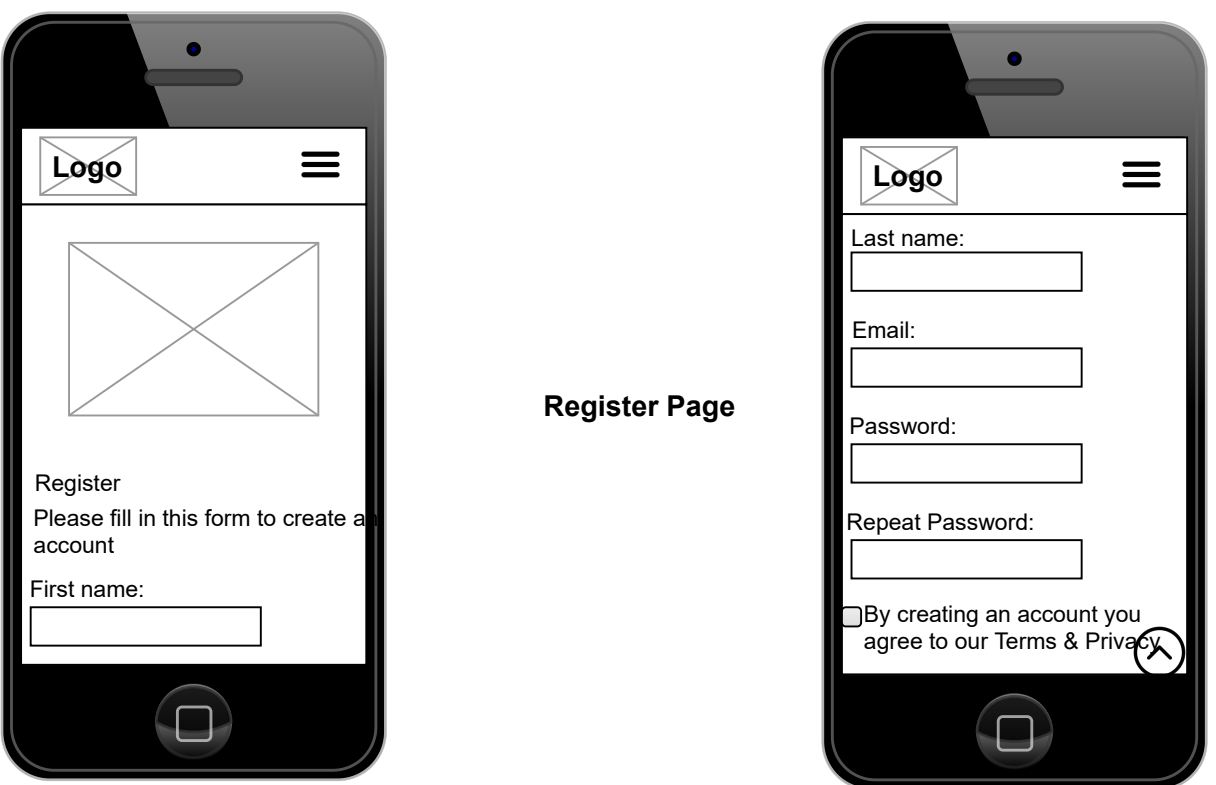 Logo
Register
Please fill in this form to create an
account
First name:
Register Page
Logo
Last name:
Email:
Password:
Repeat Password:
By creating an account you
agree to our Terms & Privacy